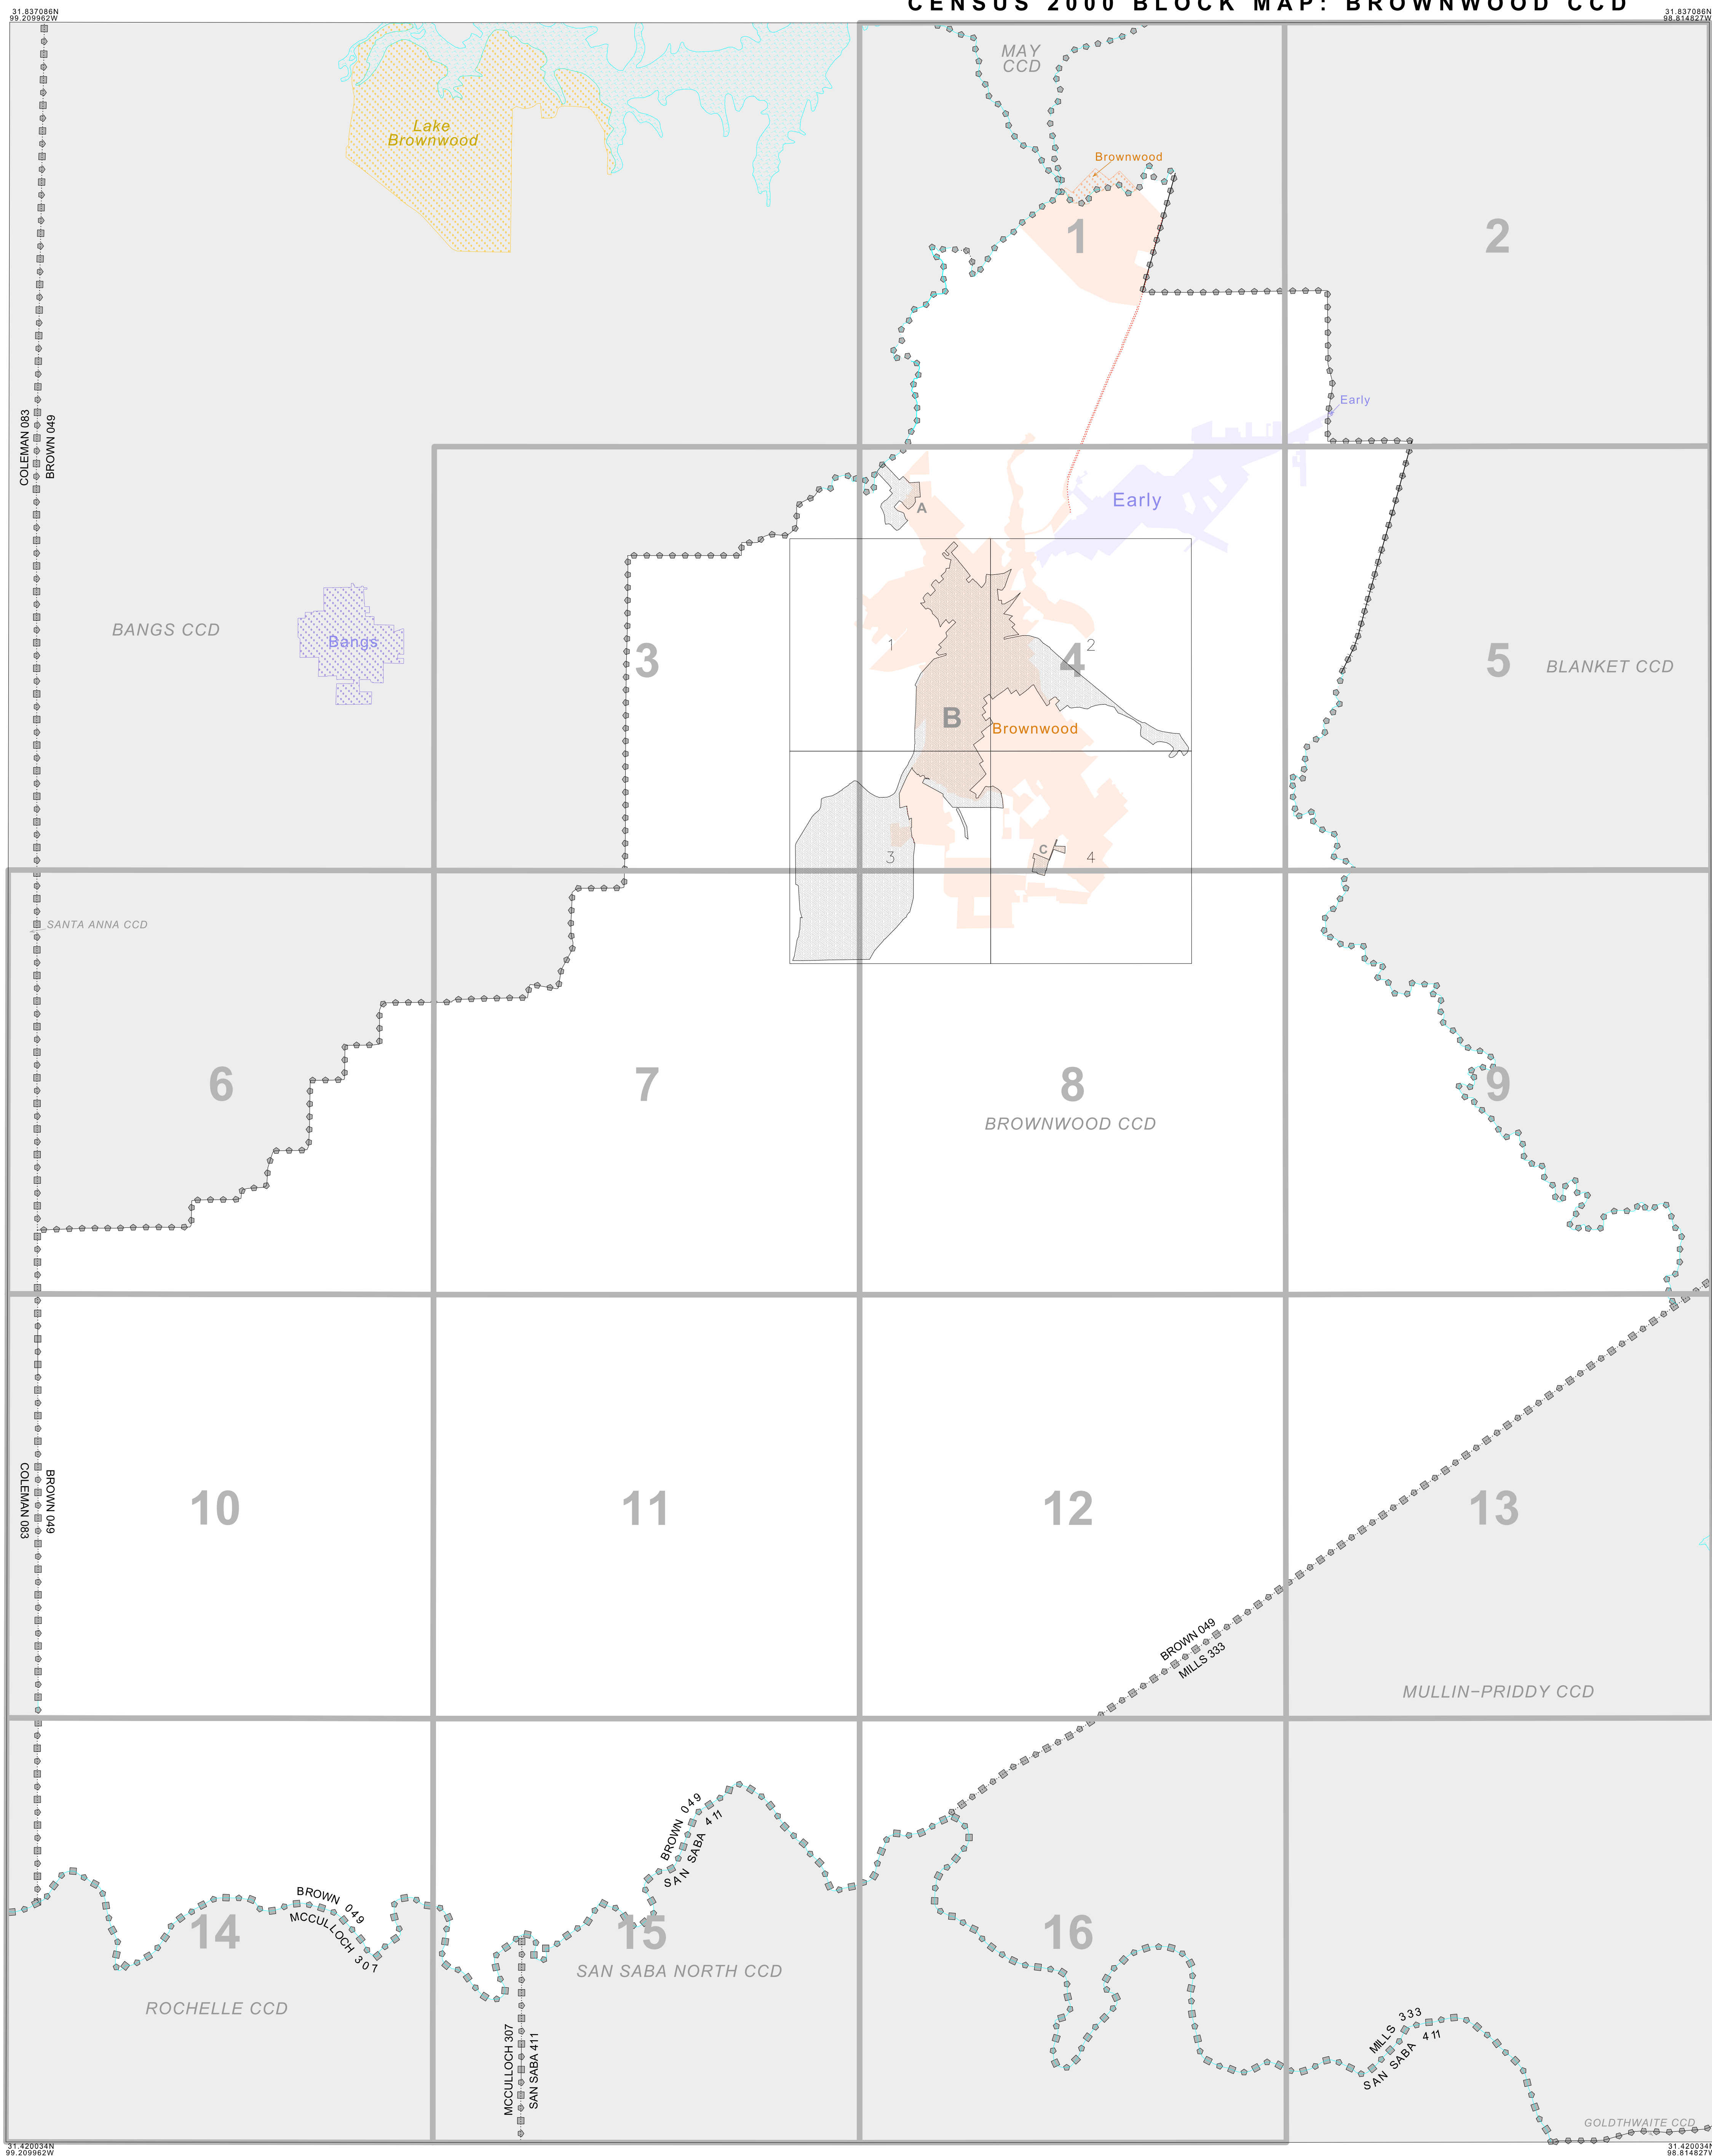 CENSUS 2000 BLOCK MAP: BROWNWOOD CCD
31.837086N
99.209962W
31.837086N
98.814827W
MAY
CCD
Lake
Brownwood
Brownwood
1
2
Early
COLEMAN 083
BROWN 049
A
Early
BANGS CCD
Bangs
3
1
4
2
5
BLANKET CCD
B
Brownwood
3
C
4
SANTA ANNA CCD
6
7
8
9
BROWNWOOD CCD
COLEMAN 083
BROWN 049
10
11
12
13
BROWN 049
MILLS 333
MULLIN-PRIDDY CCD
BROWN 049
SAN SABA 411
BROWN 049
MCCULLOCH 307
14
15
16
SAN SABA NORTH CCD
ROCHELLE CCD
MCCULLOCH 307
SAN SABA 411
MILLS 333
SAN SABA 411
GOLDTHWAITE CCD
31.420034N
99.209962W
31.420034N
98.814827W